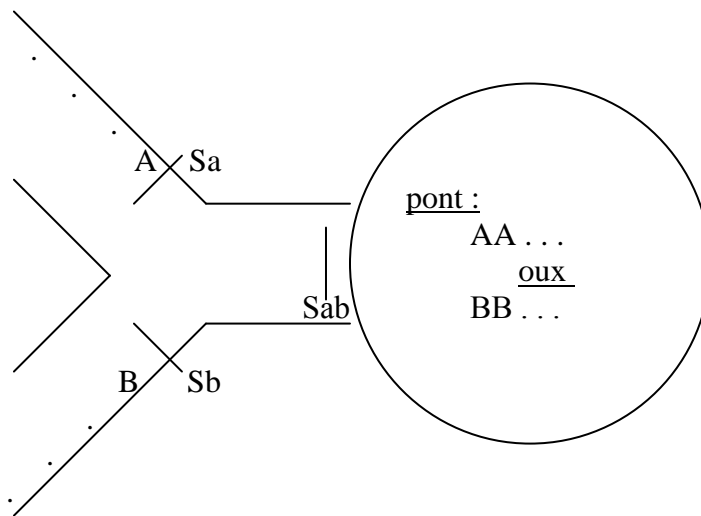 A Sa
pont :
AA . . .
oux
BB . . .
Sab
B Sb